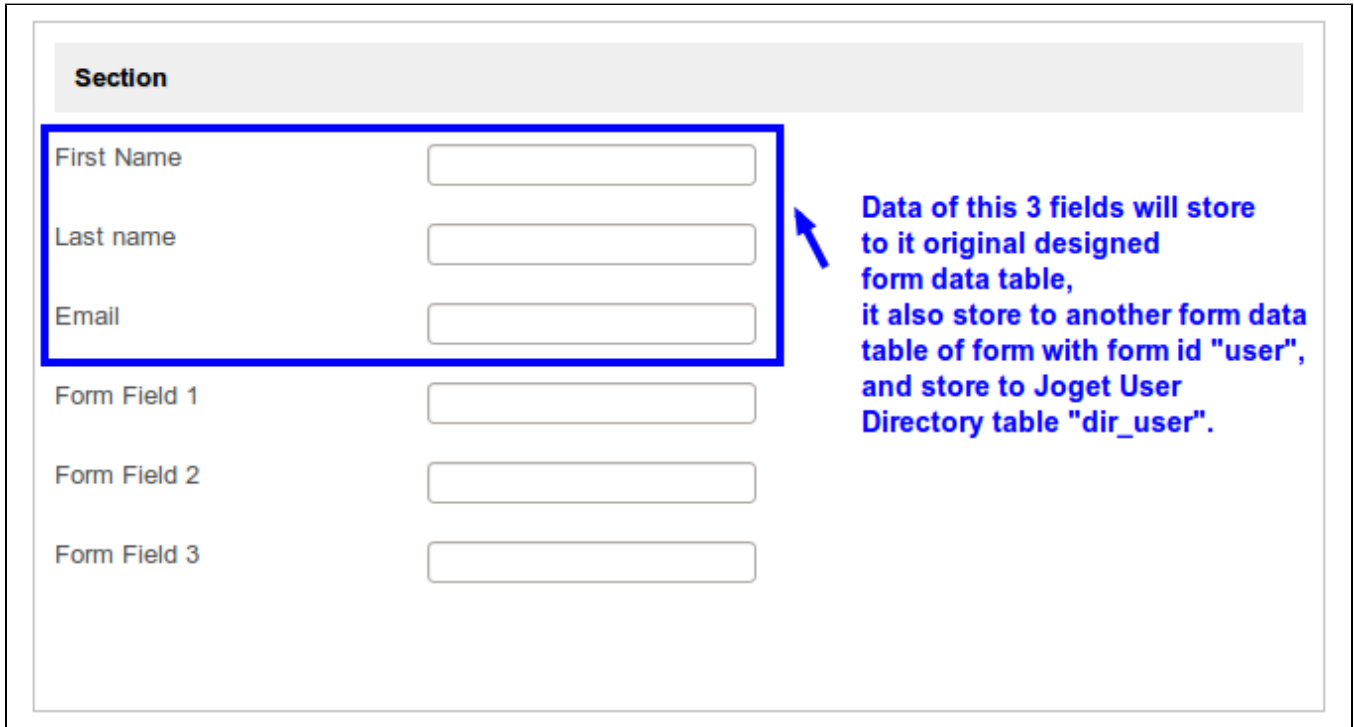 Section
First Name
Last name
Email
Data of this 3 fields will store
to it original designed
form data table,
it also store to another form data
table of form with form id "user",
and store to Joget User
Directory table "dir_user".
Form Field 1
Form Field 2
Form Field 3